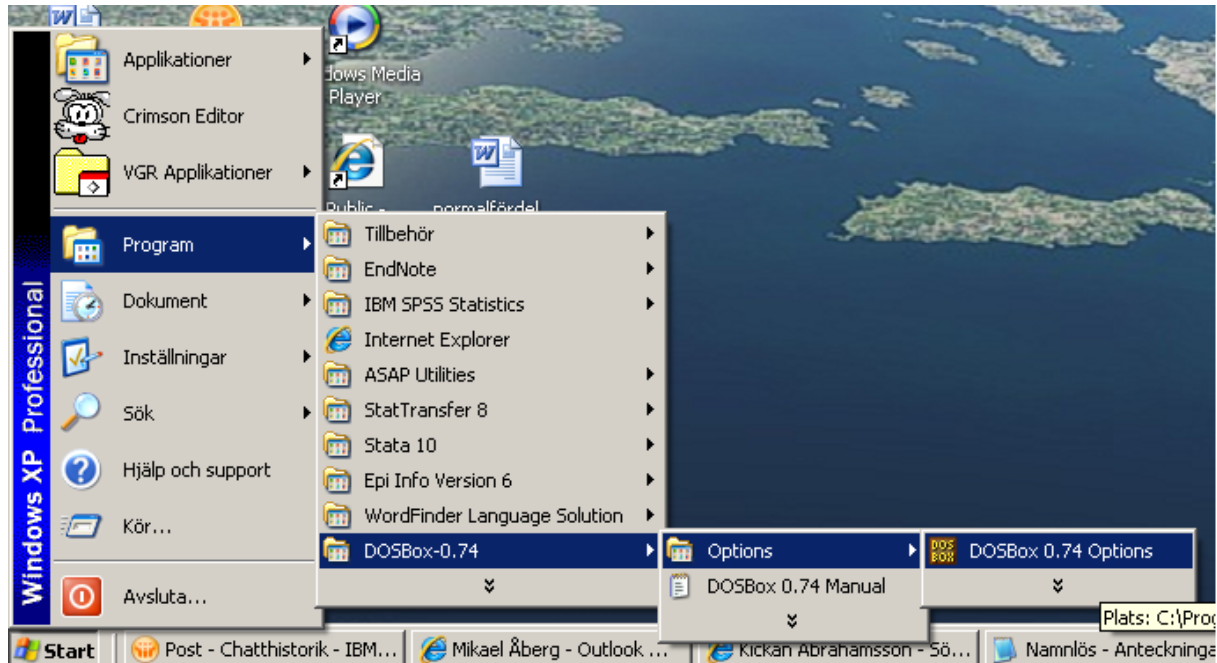 Windows XP Professional
Applikationer
Crimson Editor
VGR Applikationer
Program
Dokument
Inställningar
Sök
Hjälp och support
Kör...
Avsluta...
dows Media
Player
Public -
normalfördel
Tillbehör
EndNote
IBM SPSS Statistics
Internet Explorer
ASAP Utilities
StatTransfer 8
Stata 10
Epi Info Version 6
WordFinder Language Solution
DOSBox-0.74
Options
DOSBox 0.74 Manual
DOS
BOX
DOSBox 0.74 Options
Plats: C:\Prog
Start
Post - Chatthistorik - IBM...
Mikael Åberg - Outlook ...
Kickan Abrahamsson - Sö...
Namnlös - Anteckninga